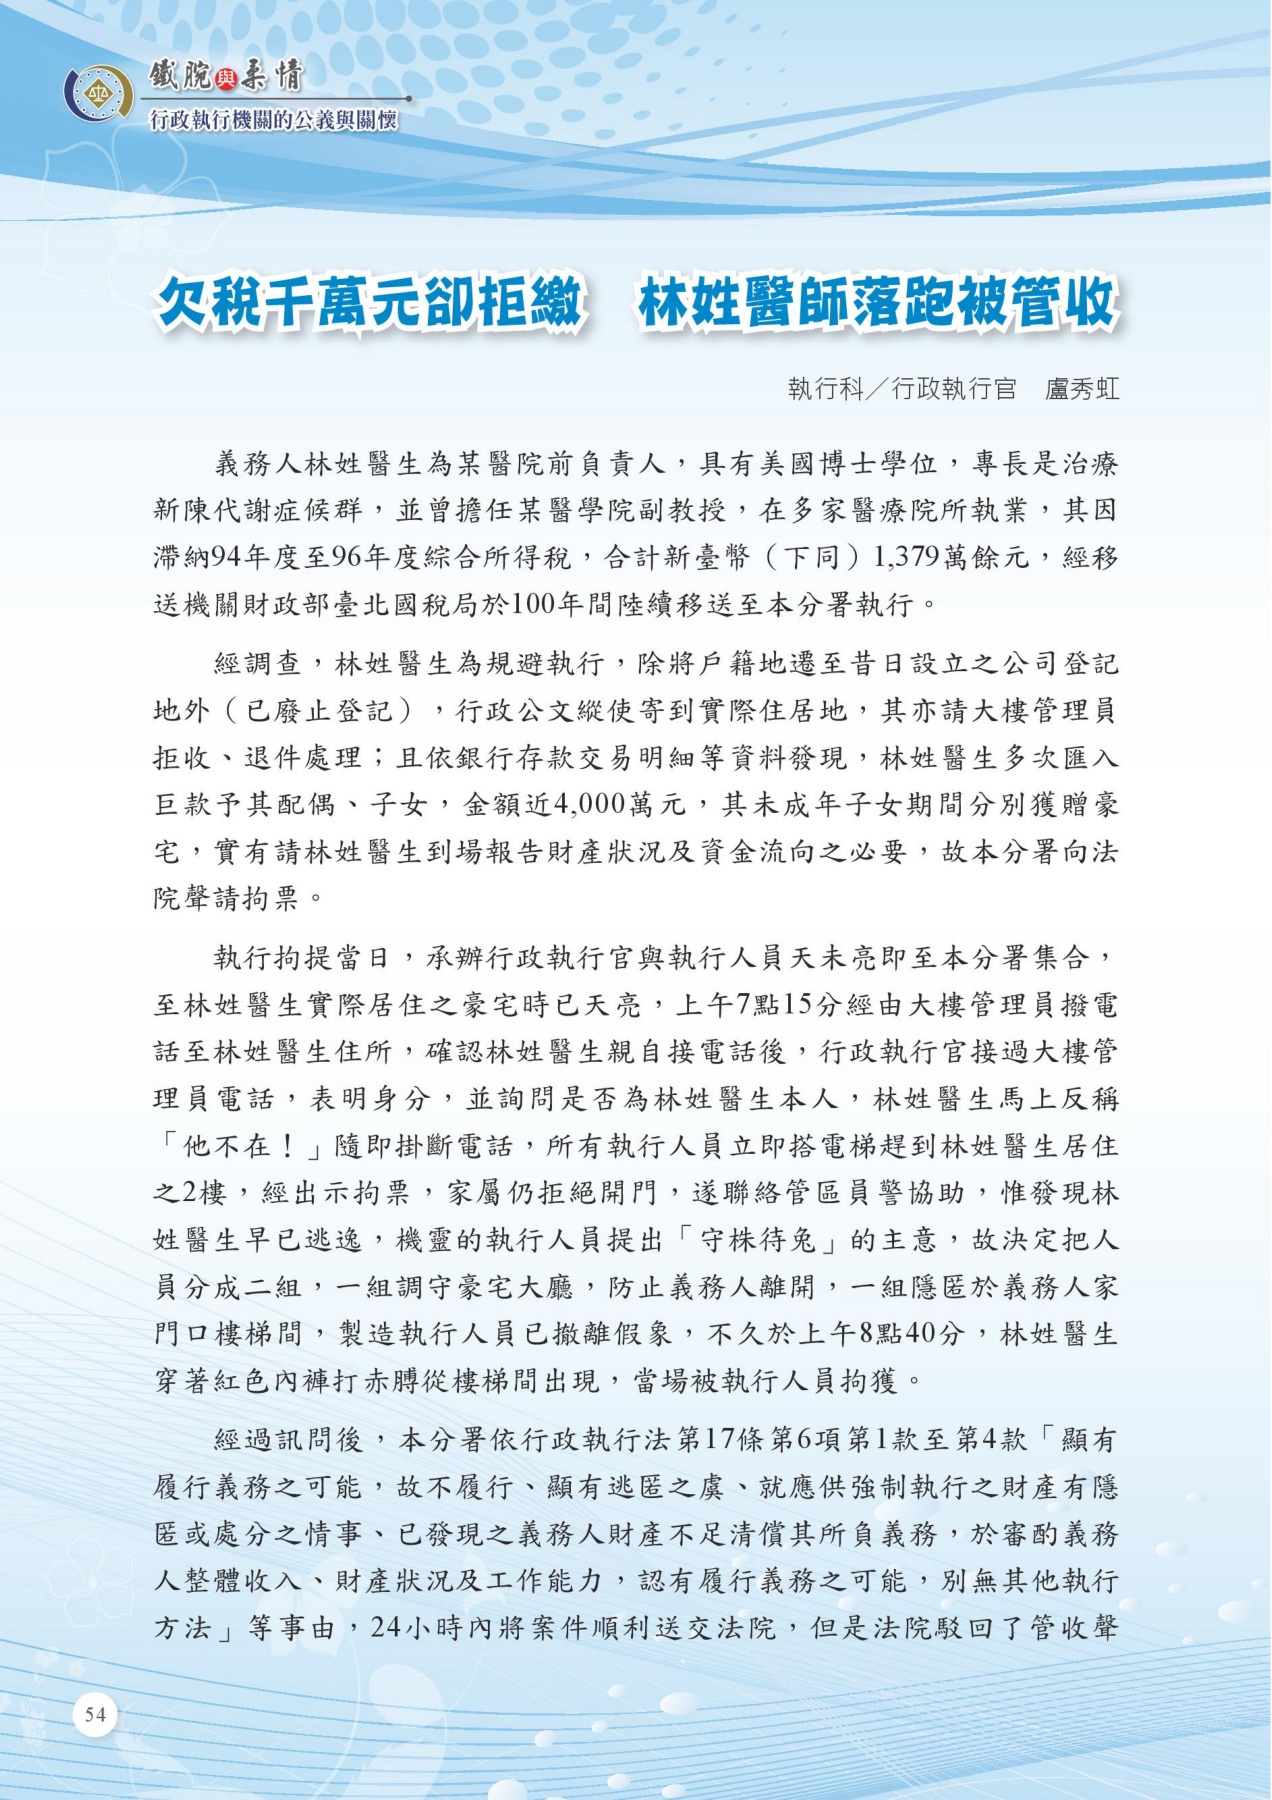 鐵腕與柔情
行政執行機關的公義與關懷
欠稅千萬元卻拒繳　林姓醫師落跑被管收
執行科／行政執行官　盧秀虹
義務人林姓醫生為某醫院前負責人，具有美國博士學位，專長是治療
新陳代謝症候群，並曾擔任某醫學院副教授，在多家醫療院所執業，其因
滯納94年度至96年度綜合所得稅，合計新臺幣（下同）1,379萬餘元，經移
送機關財政部臺北國稅局於100年間陸續移送至本分署執行。
經調查，林姓醫生為規避執行，除將戶籍地遷至昔日設立之公司登記
地外（已廢止登記），行政公文縱使寄到實際住居地，其亦請大樓管理員
拒收、退件處理；且依銀行存款交易明細等資料發現，林姓醫生多次匯入
巨款予其配偶、子女，金額近4,000萬元，其未成年子女期間分別獲贈豪
宅，實有請林姓醫生到場報告財產狀況及資金流向之必要，故本分署向法
院聲請拘票。
執行拘提當日，承辦行政執行官與執行人員天未亮即至本分署集合，
至林姓醫生實際居住之豪宅時已天亮，上午7點15分經由大樓管理員撥電
話至林姓醫生住所，確認林姓醫生親自接電話後，行政執行官接過大樓管
理員電話，表明身分，並詢問是否為林姓醫生本人，林姓醫生馬上反稱
「他不在！」隨即掛斷電話，所有執行人員立即搭電梯趕到林姓醫生居住
之2樓，經出示拘票，家屬仍拒絕開門，遂聯絡管區員警協助，惟發現林
姓醫生早已逃逸，機靈的執行人員提出「守株待兔」的主意，故決定把人
員分成二組，一組調守豪宅大廳，防止義務人離開，一組隱匿於義務人家
門口樓梯間，製造執行人員已撤離假象，不久於上午8點40分，林姓醫生
穿著紅色內褲打赤膊從樓梯間出現，當場被執行人員拘獲。
經過訊問後，本分署依行政執行法第17條第6項第1款至第4款「顯有
履行義務之可能，故不履行、顯有逃匿之虞、就應供強制執行之財產有隱
匿或處分之情事、已發現之義務人財產不足清償其所負義務，於審酌義務
人整體收入、財產狀況及工作能力，認有履行義務之可能，別無其他執行
方法」等事由，24小時內將案件順利送交法院，但是法院駁回了管收聲
54